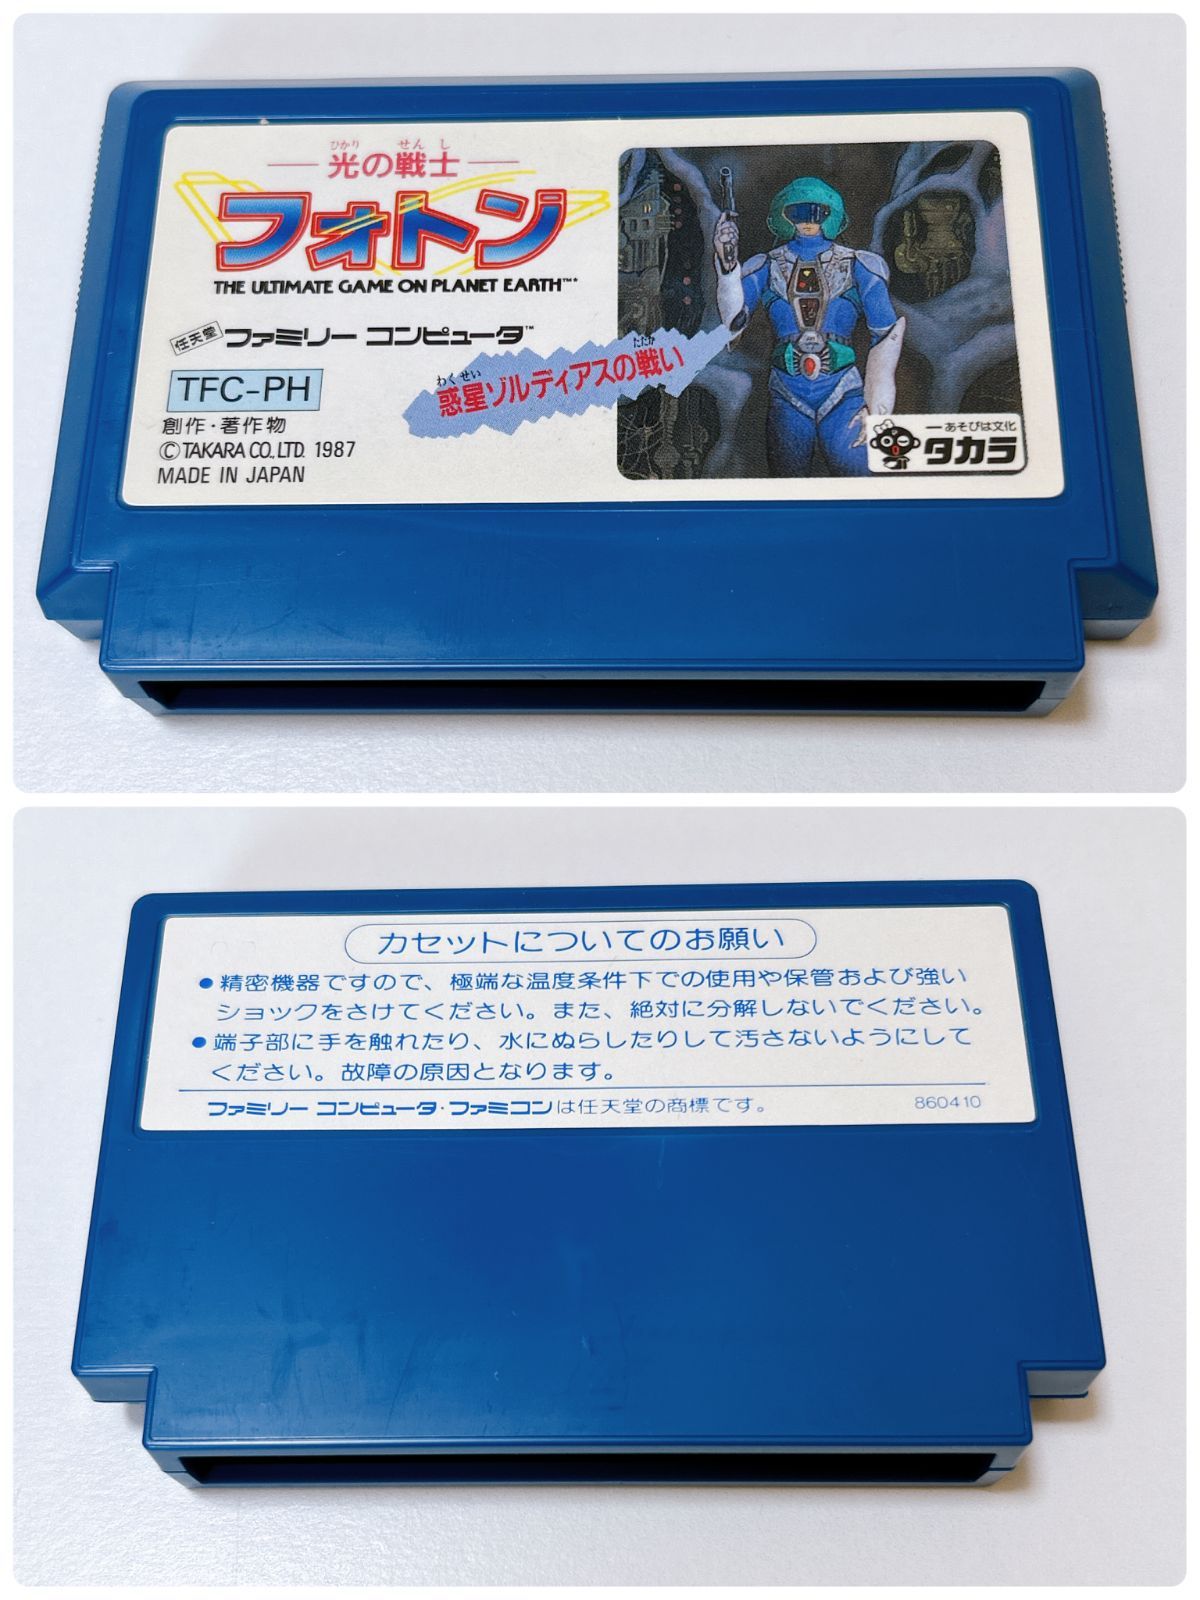 光の戦士
ひかり せんし
フォトン
THE ULTIMATE GAME ON PLANET EARTH™*
任天堂 ファミリー コンピュータ™
TFC-PH
創作・著作物
©TAKARA CO., LTD. 1987
MADE IN JAPAN
わくせい たたか
惑星ゾルディアスの戦い
あそびは文化
タカラ
カセットについてのお願い
●精密機器ですので、極端な温度条件下での使用や保管および強い
ショックをさけてください。また、絶対に分解しないでください。
●端子部に手を触れたり、水にぬらしたりして汚さないようにして
ください。故障の原因となります。
ファミリー コンピュータ・ファミコンは任天堂の商標です。
860410